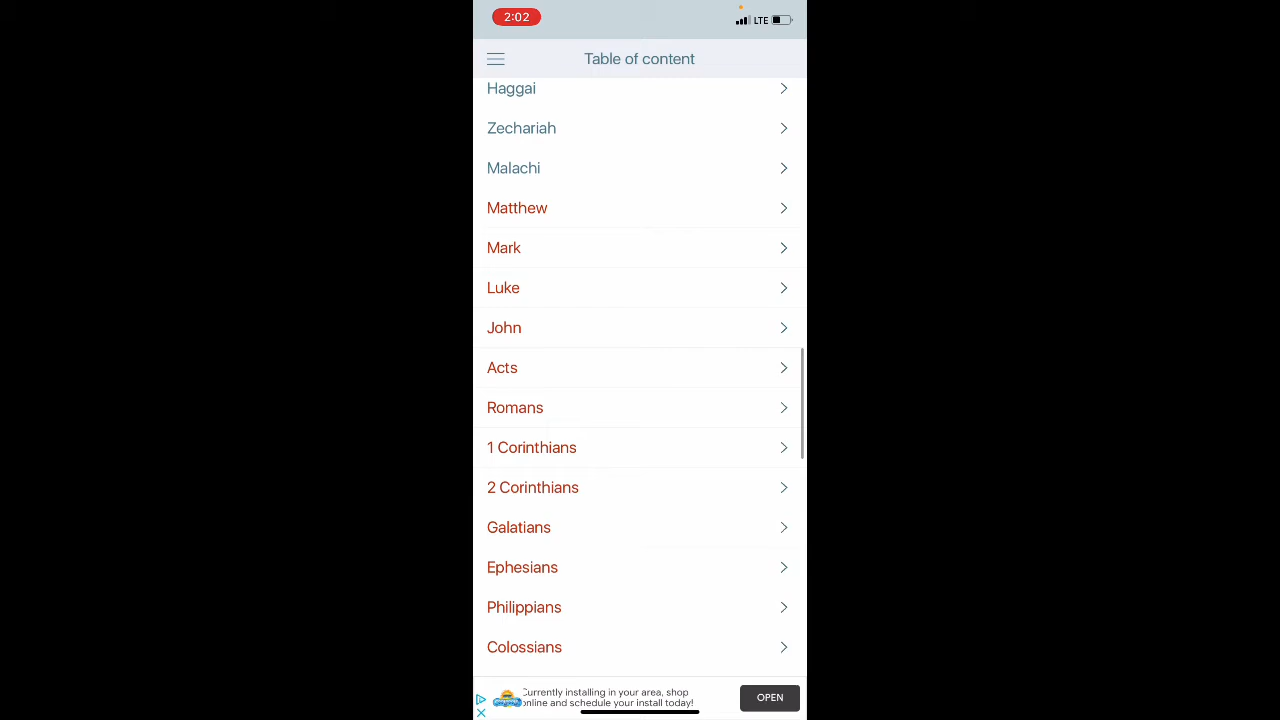 2:02
LTE
Table of content
Haggai
Zechariah
Malachi
Matthew
Mark
Luke
John
Acts
Romans
1 Corinthians
2 Corinthians
Galatians
Ephesians
Philippians
Colossians
Currently installing in your area, shop
online and schedule your install today!
OPEN